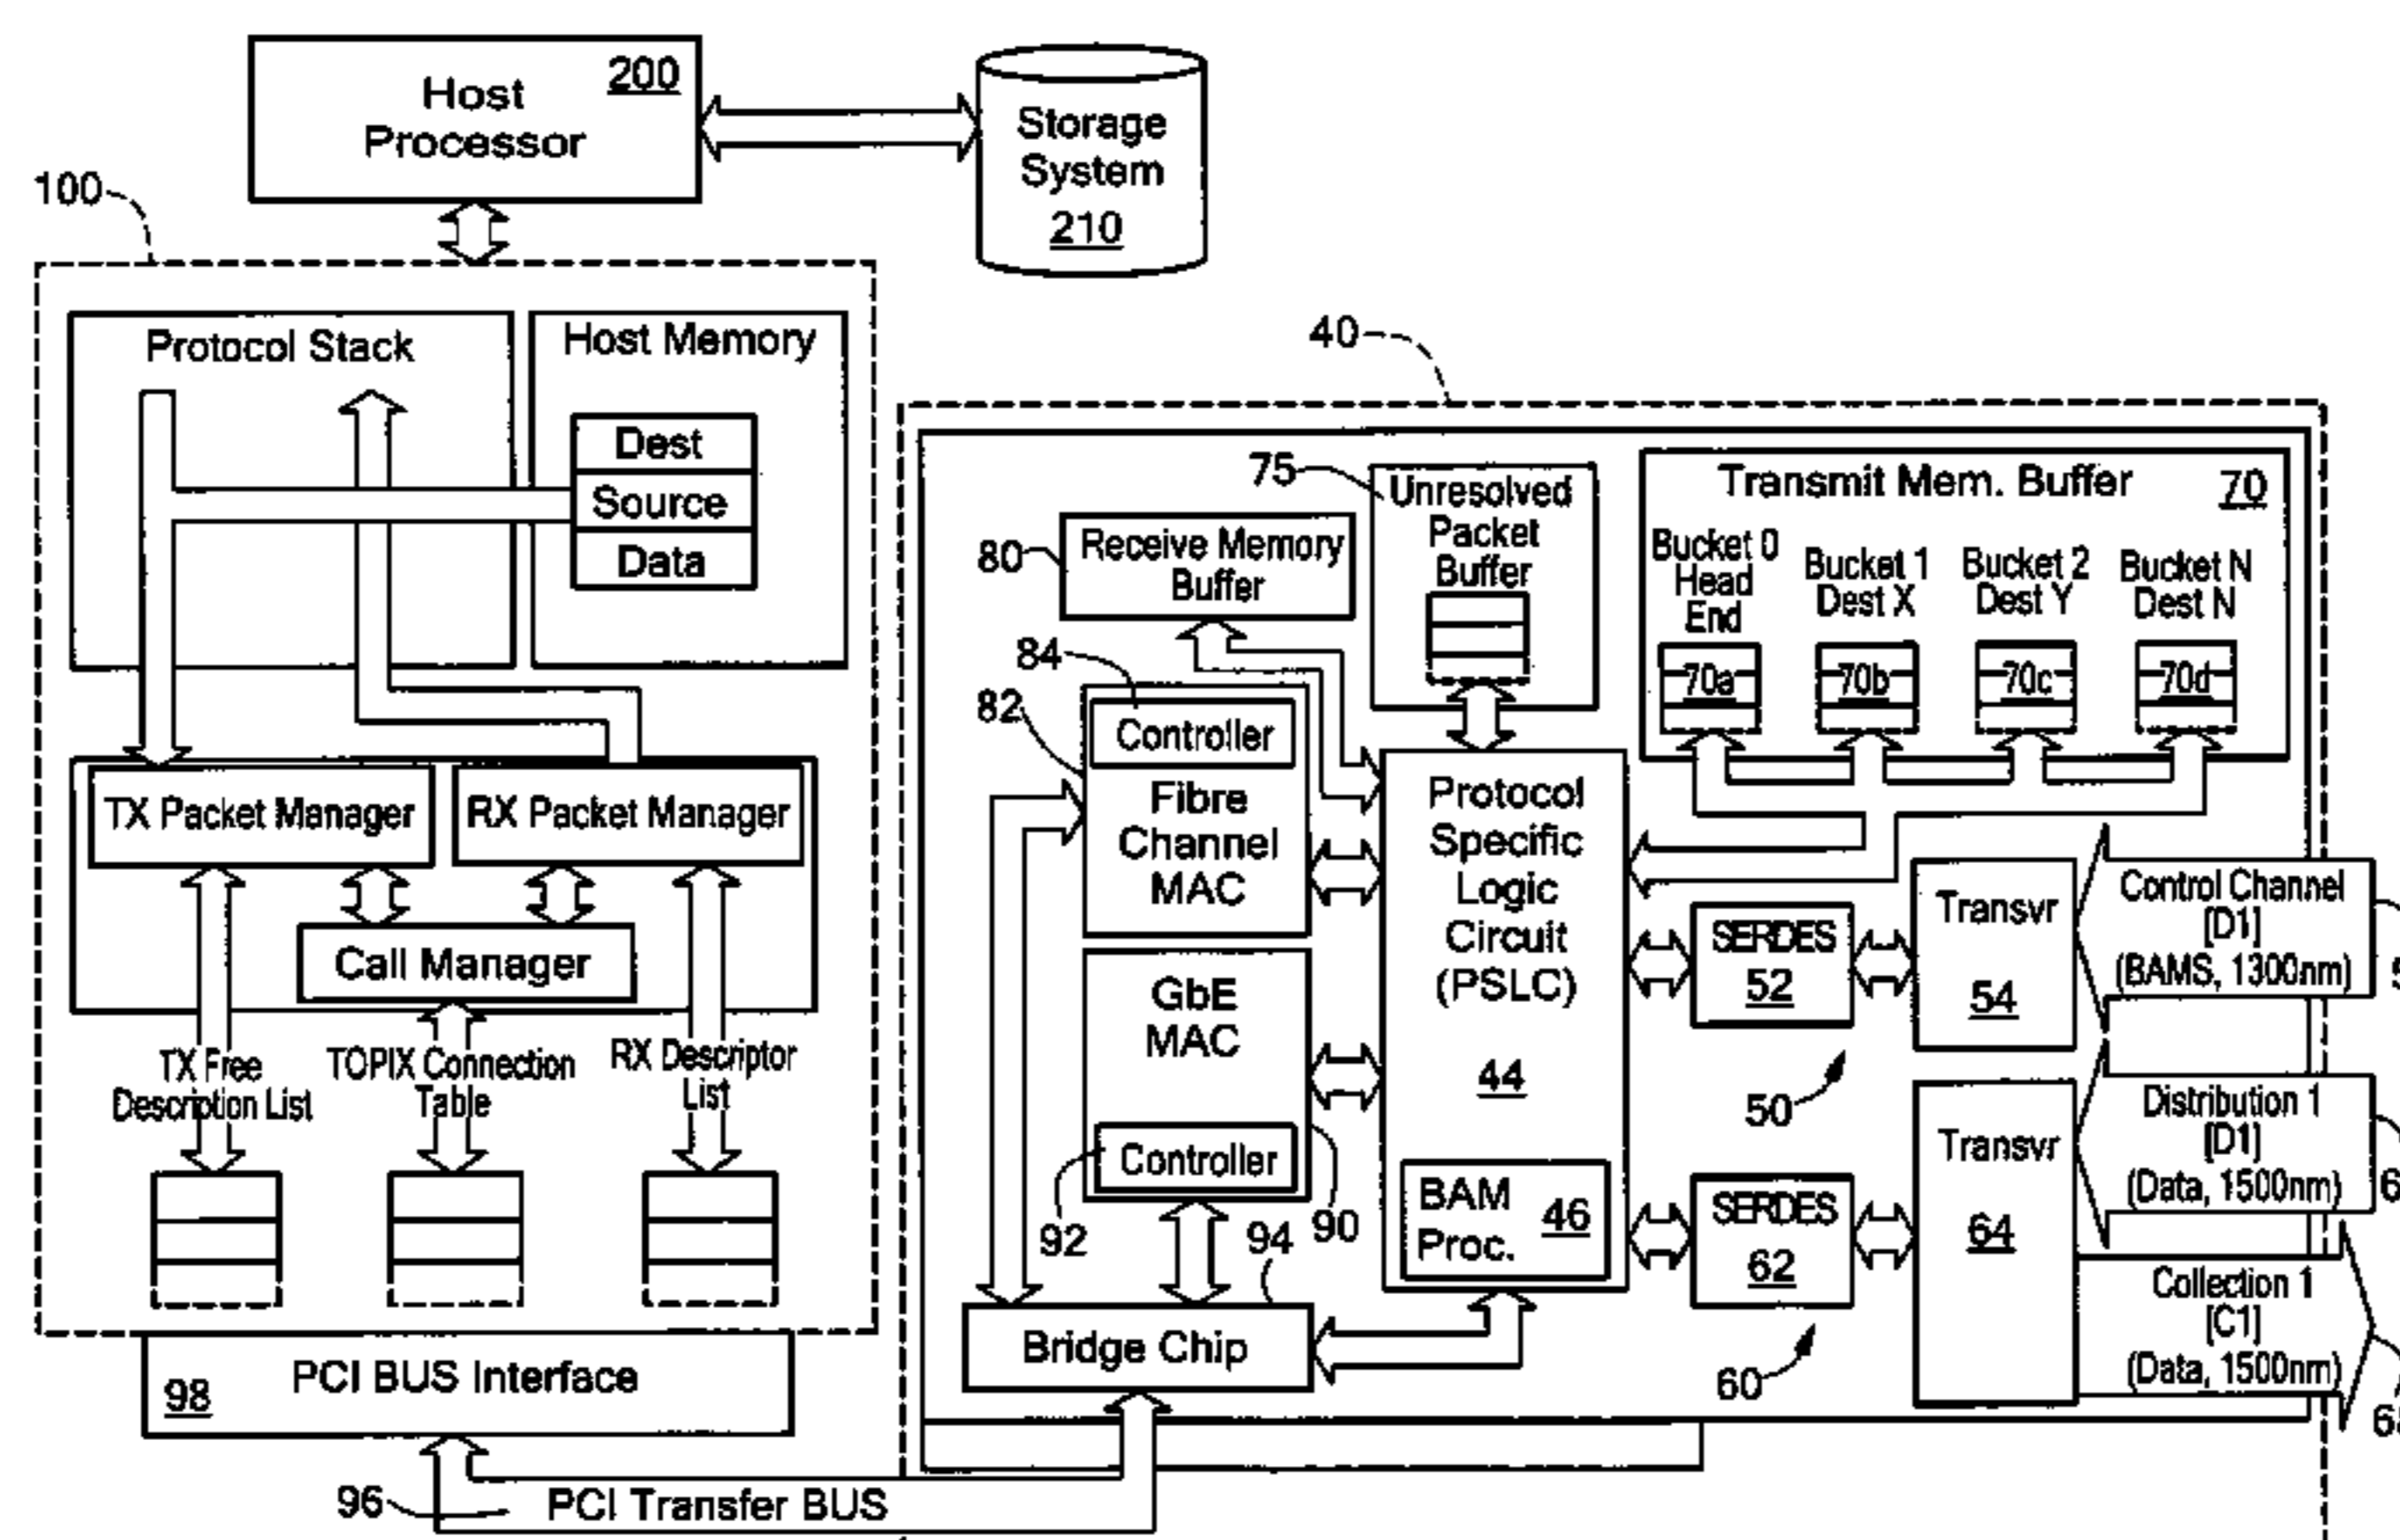 200
Host
Processor
Storage
System
210
100
Protocol Stack
Host Memory
Dest
Source
Data
TX Packet Manager
RX Packet Manager
Call Manager
TX Free
Description List
TOPIX Connection
Table
RX Descriptor
List
98
PCI BUS Interface
96
PCI Transfer BUS
40
75
Unresolved
Packet
Buffer
80
Receive Memory
Buffer
Transmit Mem. Buffer
70
Bucket 0
Head
End
Bucket 1
Dest X
Bucket 2
Dest Y
Bucket N
Dest N
70a
70b
70c
70d
84
82
Controller
Fibre
Channel
MAC
GbE
MAC
Controller
92
90
94
Bridge Chip
Protocol
Specific
Logic
Circuit
(PSLC)
44
BAM
Proc.
46
SERDES
52
Transvr
54
Control Channel
[D1]
(BAMS, 1300nm)
50
SERDES
62
Transvr
64
Distribution 1
[D1]
(Data, 1500nm)
Collection 1
[C1]
(Data, 1500nm)
60